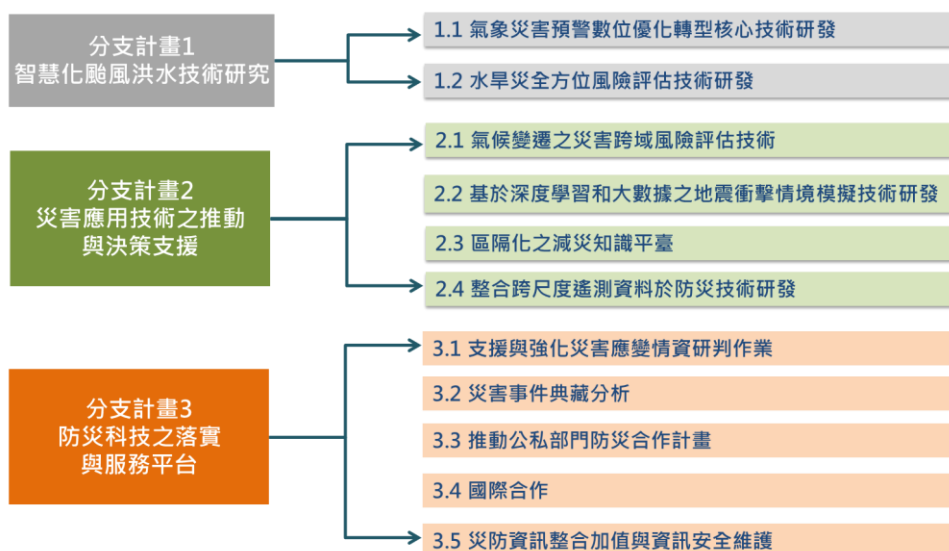 分支計畫1
智慧化颱風洪水技術研究
1.1 氣象災害預警數位優化轉型核心技術研發
1.2 水旱災全方位風險評估技術研發
分支計畫2
災害應用技術之推動
與決策支援
2.1 氣候變遷之災害跨域風險評估技術
2.2 基於深度學習和大數據之地震衝擊情境模擬技術研發
2.3 區隔化之減災知識平臺
2.4 整合跨尺度遙測資料於防災技術研發
分支計畫3
防災科技之落實
與服務平台
3.1 支援與強化災害應變情資研判作業
3.2 災害事件典藏分析
3.3 推動公私部門防災合作計畫
3.4 國際合作
3.5 災防資訊整合加值與資訊安全維護